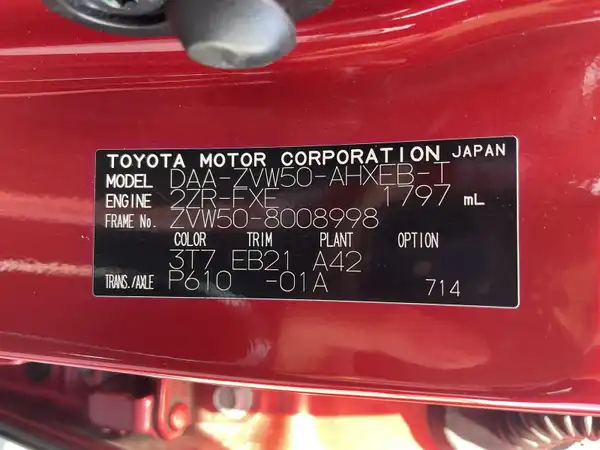 TOYOTA MOTOR CORPORATION JAPAN
MODEL DAA-ZVW50-AHXEB-T
ENGINE 2ZR-FXE 1797 mL
FRAME No. ZVW50-8008998
COLOR TRIM PLANT OPTION
3T7 EB21 A42
TRANS./AXLE P610 -01A 714